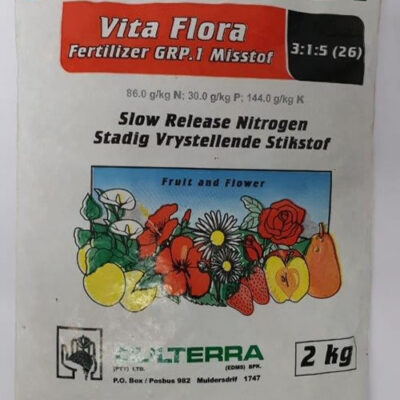 Vita Flora
Fertilizer GRP.1 Misstof
3:1:5 (26)
86.0 g/kg N; 30.0 g/kg P; 144.0 g/kg K
Slow Release Nitrogen
Stadig Vrystellende Stikstof
Fruit and Flower
CULTERRA
(PTY) LTD. (EDMS) BPK.
P.O. Box / Posbus 982 Muldersdrif 1747
2 kg